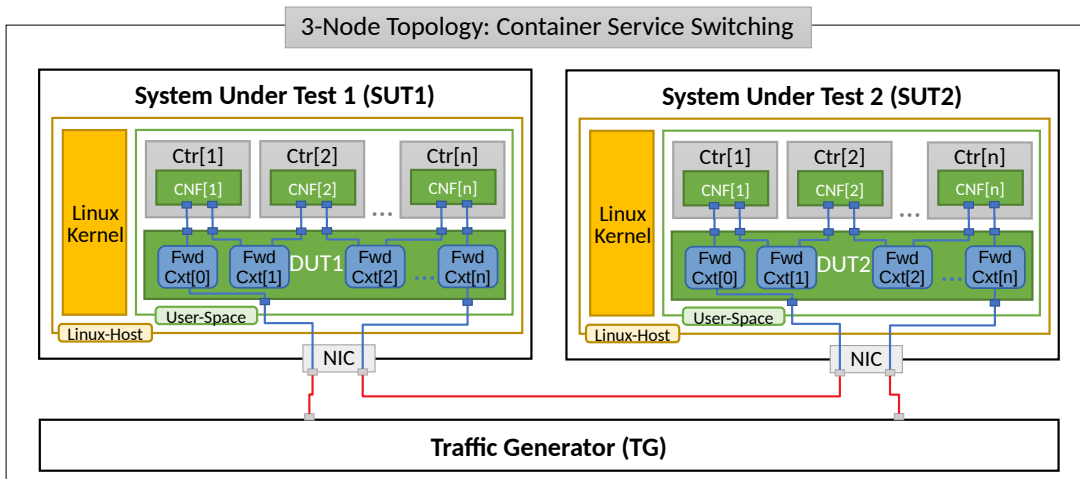 3-Node Topology: Container Service Switching
System Under Test 1 (SUT1)
Linux
Kernel
Ctr[1]
CNF[1]
Ctr[2]
CNF[2]
...
Ctr[n]
CNF[n]
Fwd
Cxt[0]
Fwd
Cxt[1]
DUT1
Fwd
Cxt[2]
...
Fwd
Cxt[n]
User-Space
Linux-Host
NIC
System Under Test 2 (SUT2)
Linux
Kernel
Ctr[1]
CNF[1]
Ctr[2]
CNF[2]
...
Ctr[n]
CNF[n]
Fwd
Cxt[0]
Fwd
Cxt[1]
DUT2
Fwd
Cxt[2]
...
Fwd
Cxt[n]
User-Space
Linux-Host
NIC
Traffic Generator (TG)